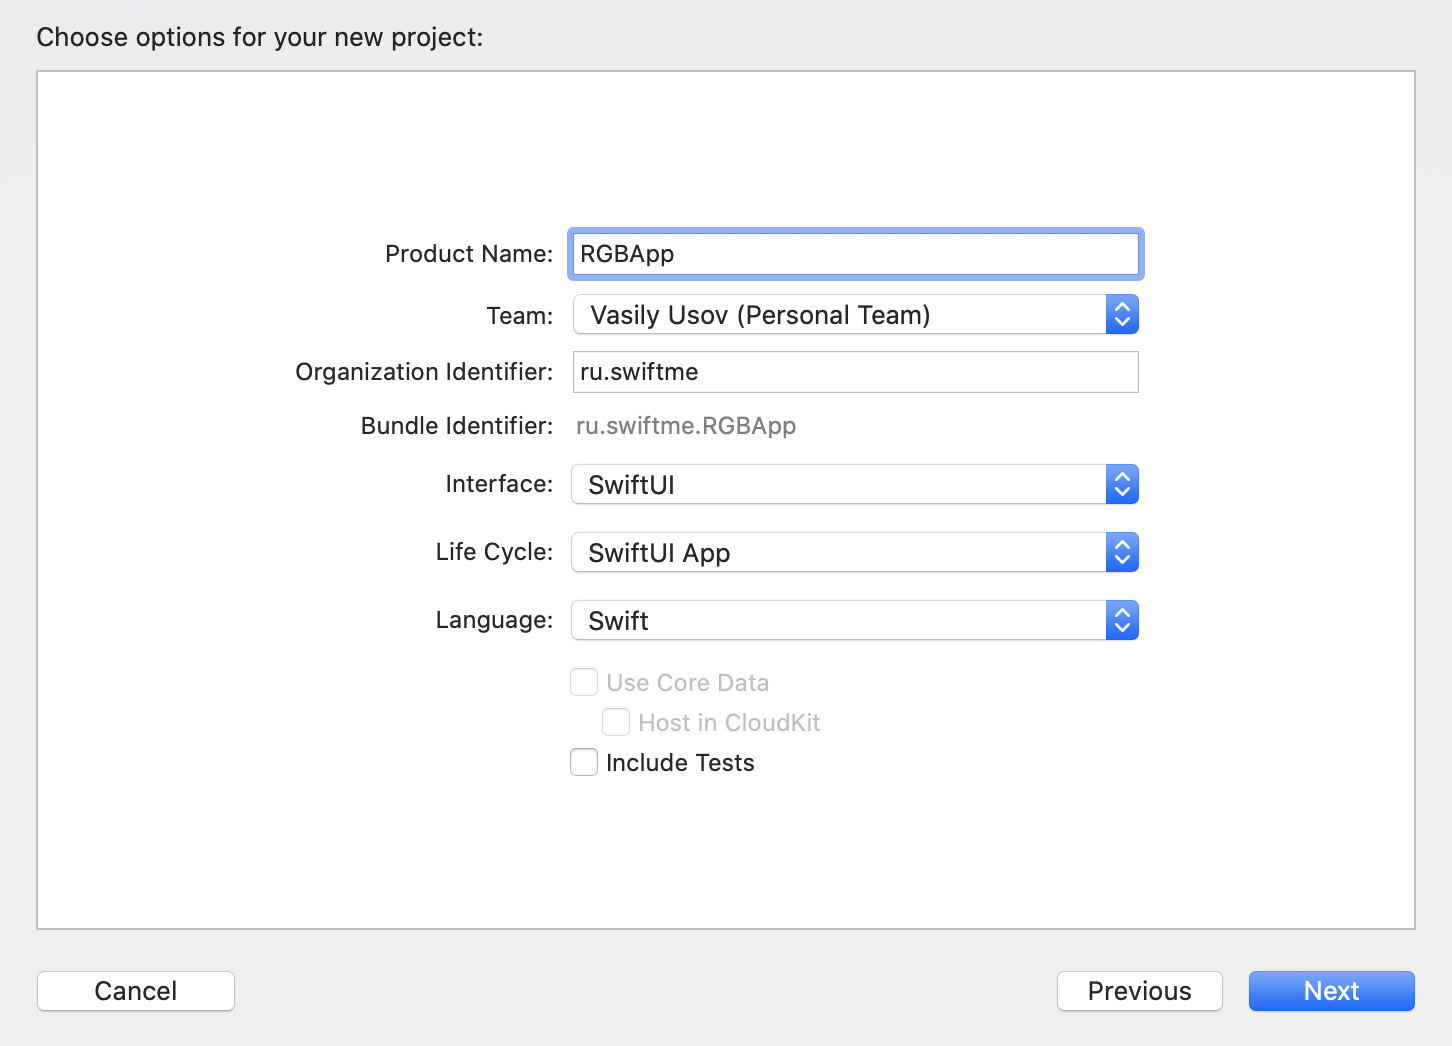 Choose options for your new project:
Product Name: RGBApp
Team: Vasily Usov (Personal Team)
Organization Identifier: ru.swiftme
Bundle Identifier: ru.swiftme.RGBApp
Interface: SwiftUI
Life Cycle: SwiftUI App
Language: Swift
Use Core Data
Host in CloudKit
Include Tests
Cancel Previous Next